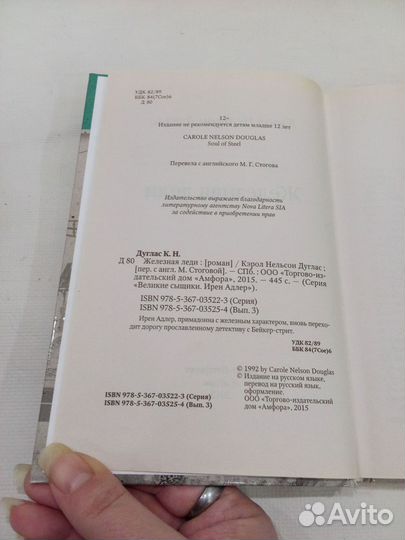 УДК 82/89
ББК 84(7Сое)6
Д 80
12+
Издание не рекомендуется детям младше 12 лет
CAROLE NELSON DOUGLAS
Soul of Steel
Перевела с английского М. Г. Стогова
Издательство выражает благодарность
литературному агентству Nova Litera SIA
за содействие в приобретении прав
Дуглас К. Н.
Д 80 Железная леди : [роман] / Кэрол Нельсон Дуглас ;
[пер. с англ. М. Стоговой]. — СПб. : ООО «Торгово-изда-
тельский дом «Амфора», 2015. — 445 с. — (Серия
«Великие сыщики. Ирен Адлер»).
ISBN 978-5-367-03522-3 (Серия)
ISBN 978-5-367-03525-4 (Вып. 3)
Ирен Адлер, примадонна с железным характером, вновь перехо-
дит дорогу прославленному детективу с Бейкер-стрит.
УДК 82/89
ББК 84(7Сое)6
© 1992 by Carole Nelson Douglas
© Издание на русском языке,
перевод на русский язык,
оформление.
ООО «Торгово-издательский
дом «Амфора», 2015
ISBN 978-5-367-03522-3 (Серия)
ISBN 978-5-367-03525-4 (Вып. 3)
Avito